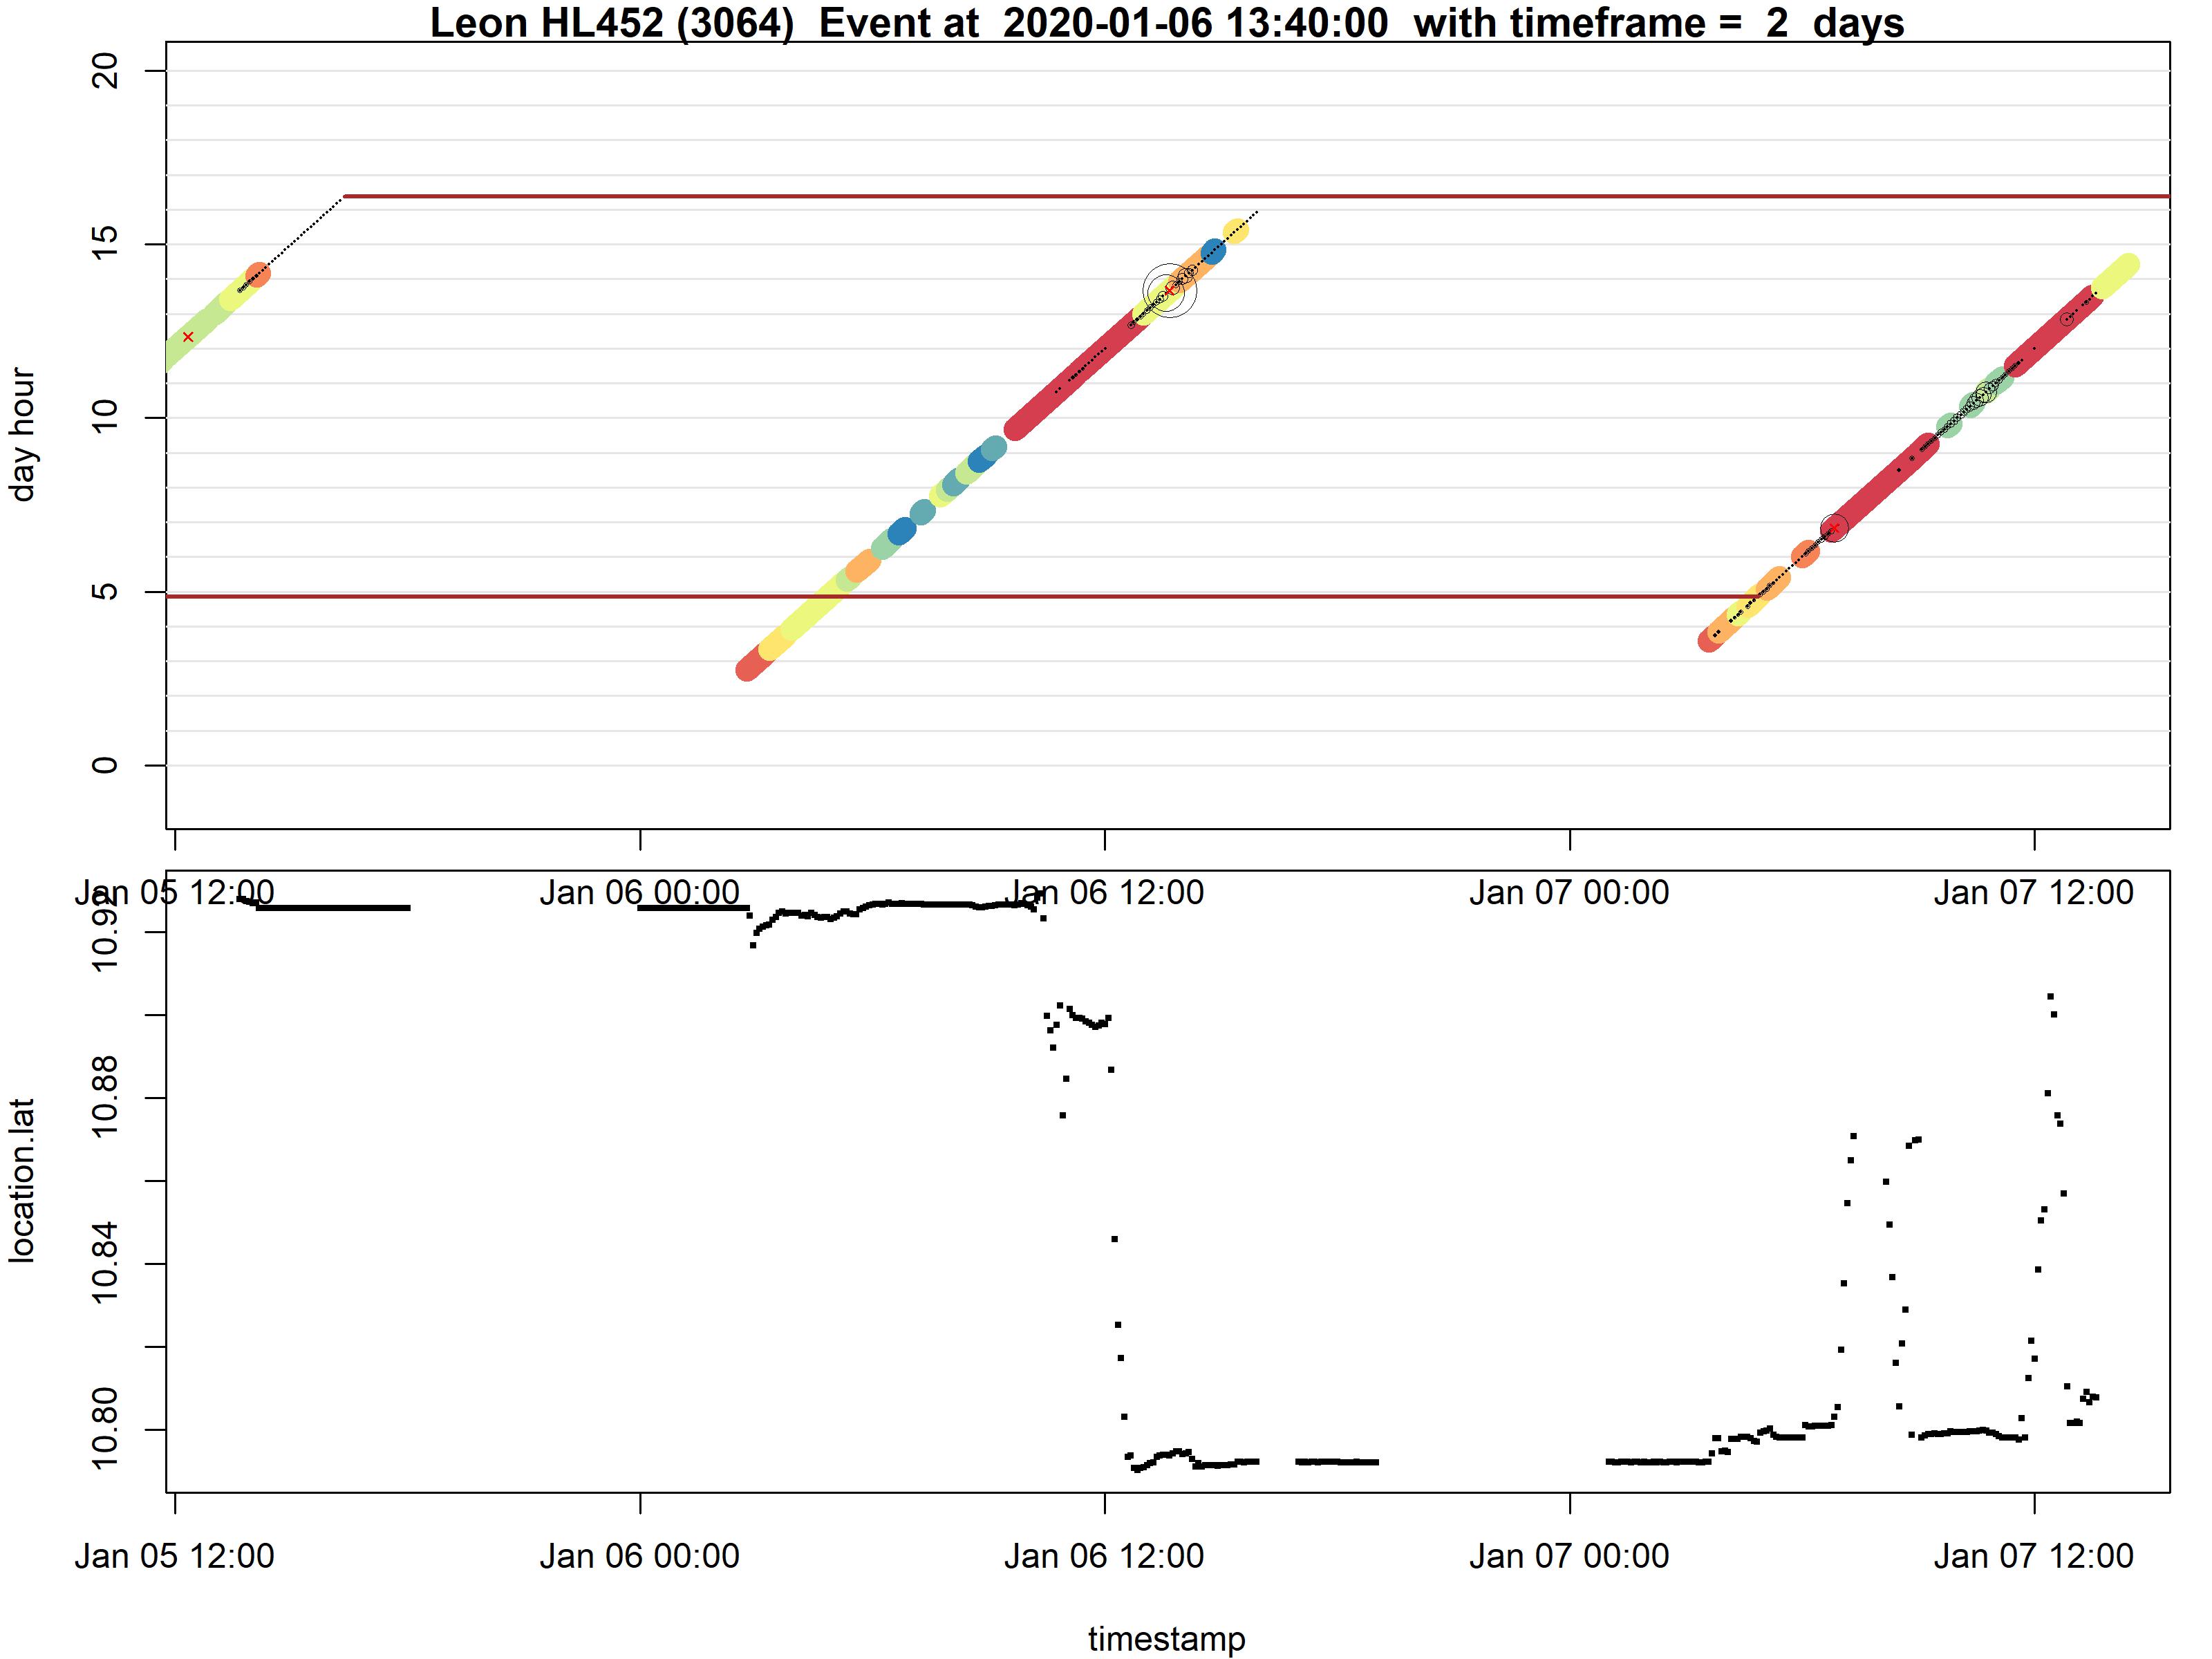 Leon HL452 (3064)  Event at  2020-01-06 13:40:00  with timeframe =  2  days
20
15
10
5
0
day hour
Jan 05 12:00
Jan 06 00:00
Jan 06 12:00
Jan 07 00:00
Jan 07 12:00
10.92
10.88
10.84
10.80
location.lat
Jan 05 12:00
Jan 06 00:00
Jan 06 12:00
Jan 07 00:00
Jan 07 12:00
timestamp